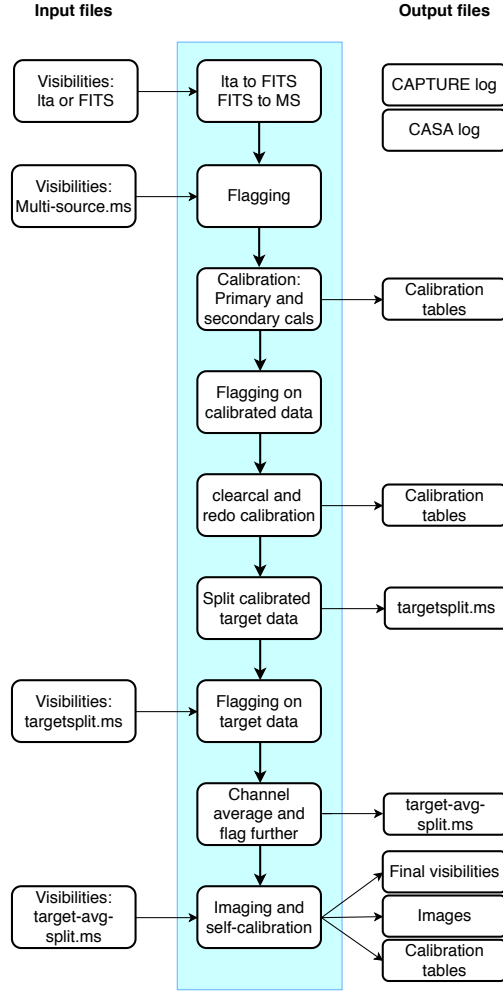 Input files
Output files
Visibilities:
lta or FITS
lta to FITS
FITS to MS
CAPTURE log
CASA log
Visibilities:
Multi-source.ms
Flagging
Calibration:
Primary and
secondary cals
Calibration
tables
Flagging on
calibrated data
clearcal and
redo calibration
Calibration
tables
Split calibrated
target data
targetsplit.ms
Visibilities:
targetsplit.ms
Flagging on
target data
Channel
average and
flag further
target-avg-
split.ms
Visibilities:
target-avg-
split.ms
Imaging and
self-calibration
Final visibilities
Images
Calibration
tables